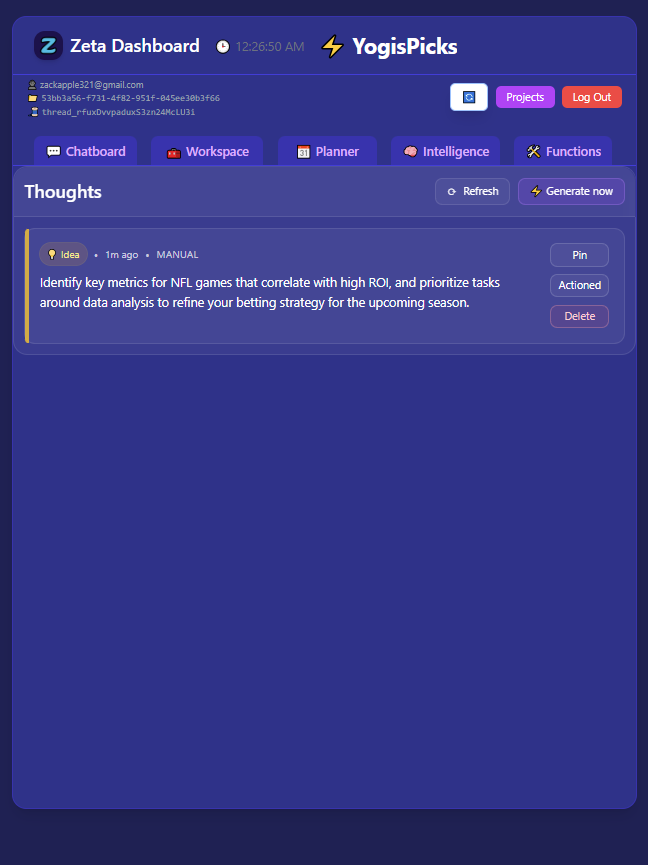 Zeta Dashboard 12:26:50 AM ⚡ YogisPicks
zackapple321@gmail.com
53bb3a56-f731-4f82-951f-045ee30b3f66
thread_rfuxDvvpaduxS3zn24McLU3i
Projects Log Out
Chatboard Workspace Planner Intelligence Functions
Thoughts Refresh Generate now
Idea • 1m ago • MANUAL Pin
Identify key metrics for NFL games that correlate with high ROI, and prioritize tasks Actioned
around data analysis to refine your betting strategy for the upcoming season.
Delete